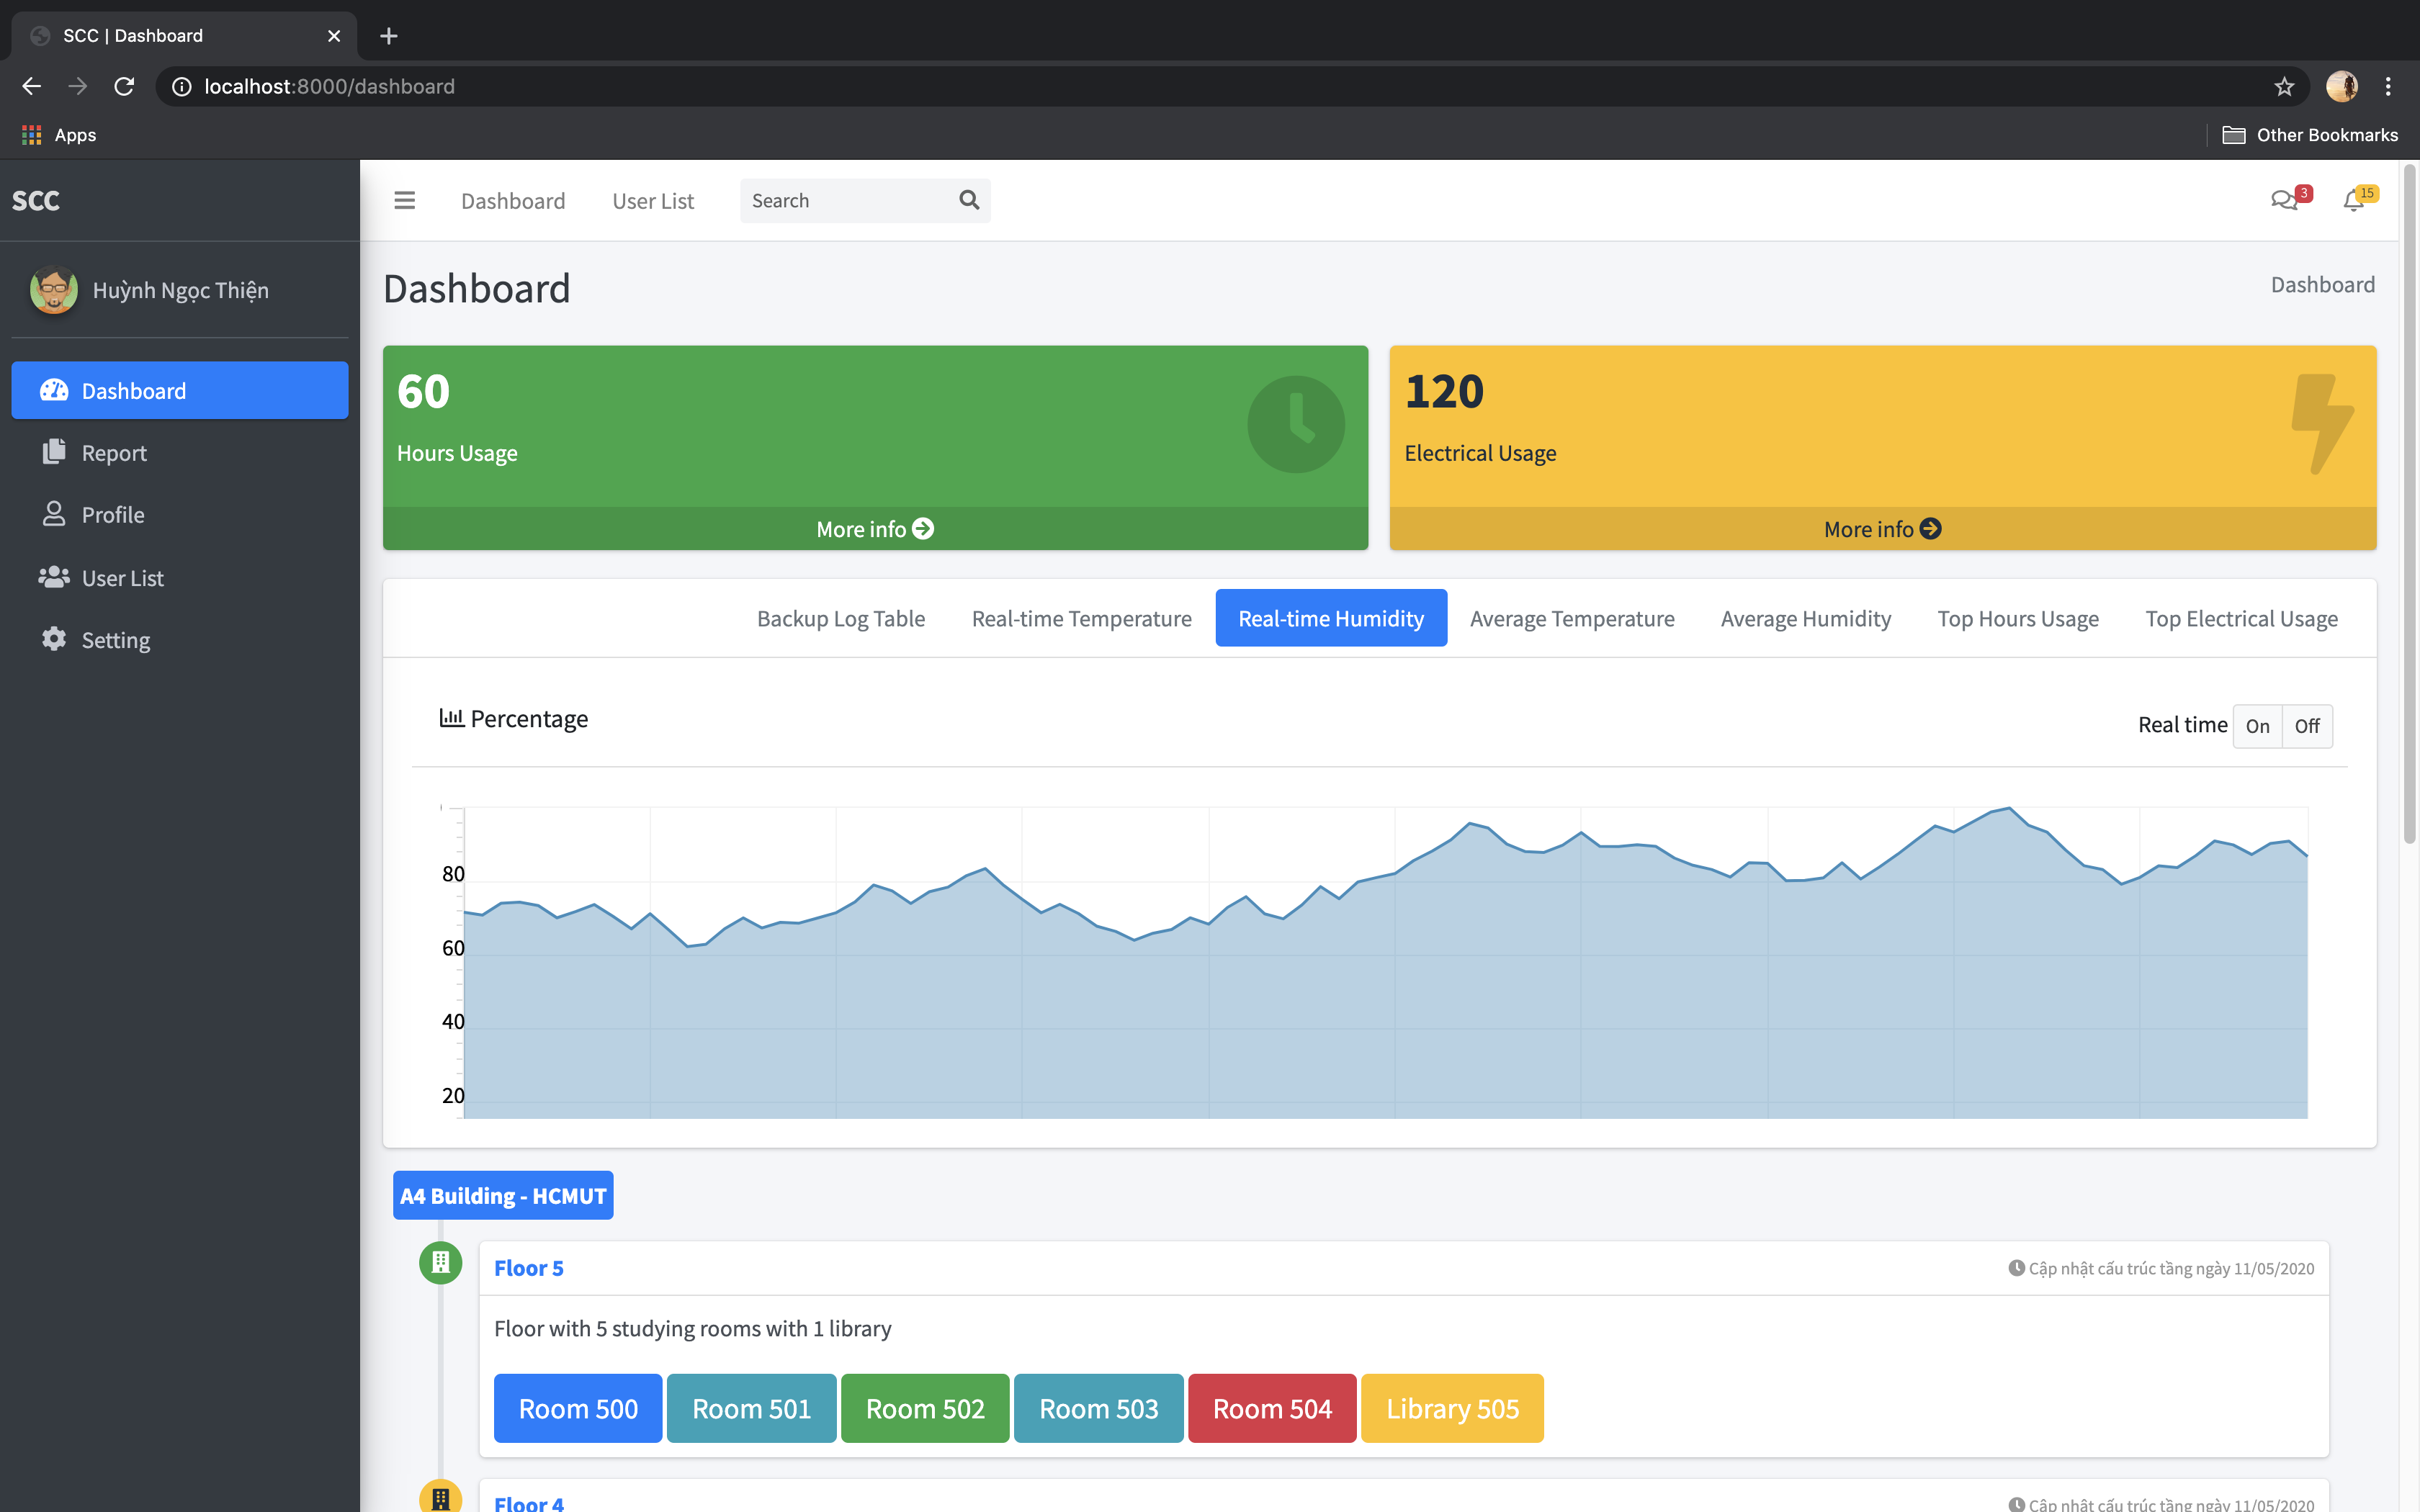 SCC | Dashboard
localhost:8000/dashboard
Apps
Other Bookmarks
SCC
Dashboard
User List
Search
3
15
Huỳnh Ngọc Thiện
Dashboard
Report
Profile
User List
Setting
Dashboard
Dashboard
60
Hours Usage
More info
120
Electrical Usage
More info
Backup Log Table
Real-time Temperature
Real-time Humidity
Average Temperature
Average Humidity
Top Hours Usage
Top Electrical Usage
Percentage
Real time
On
Off
80
60
40
20
A4 Building - HCMUT
Floor 5
Cập nhật cấu trúc tầng ngày 11/05/2020
Floor with 5 studying rooms with 1 library
Room 500
Room 501
Room 502
Room 503
Room 504
Library 505
Floor 4
Cập nhật cấu trúc tầng ngày 11/05/2020